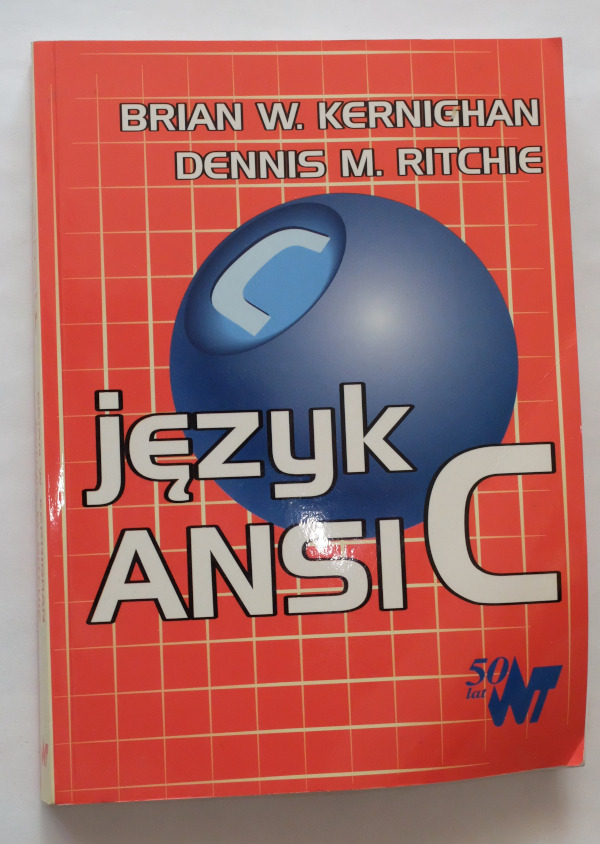 BRIAN W. KERNIGHAN
DENNIS M. RITCHIE
C
język
ANSI C
50
lat
WNT